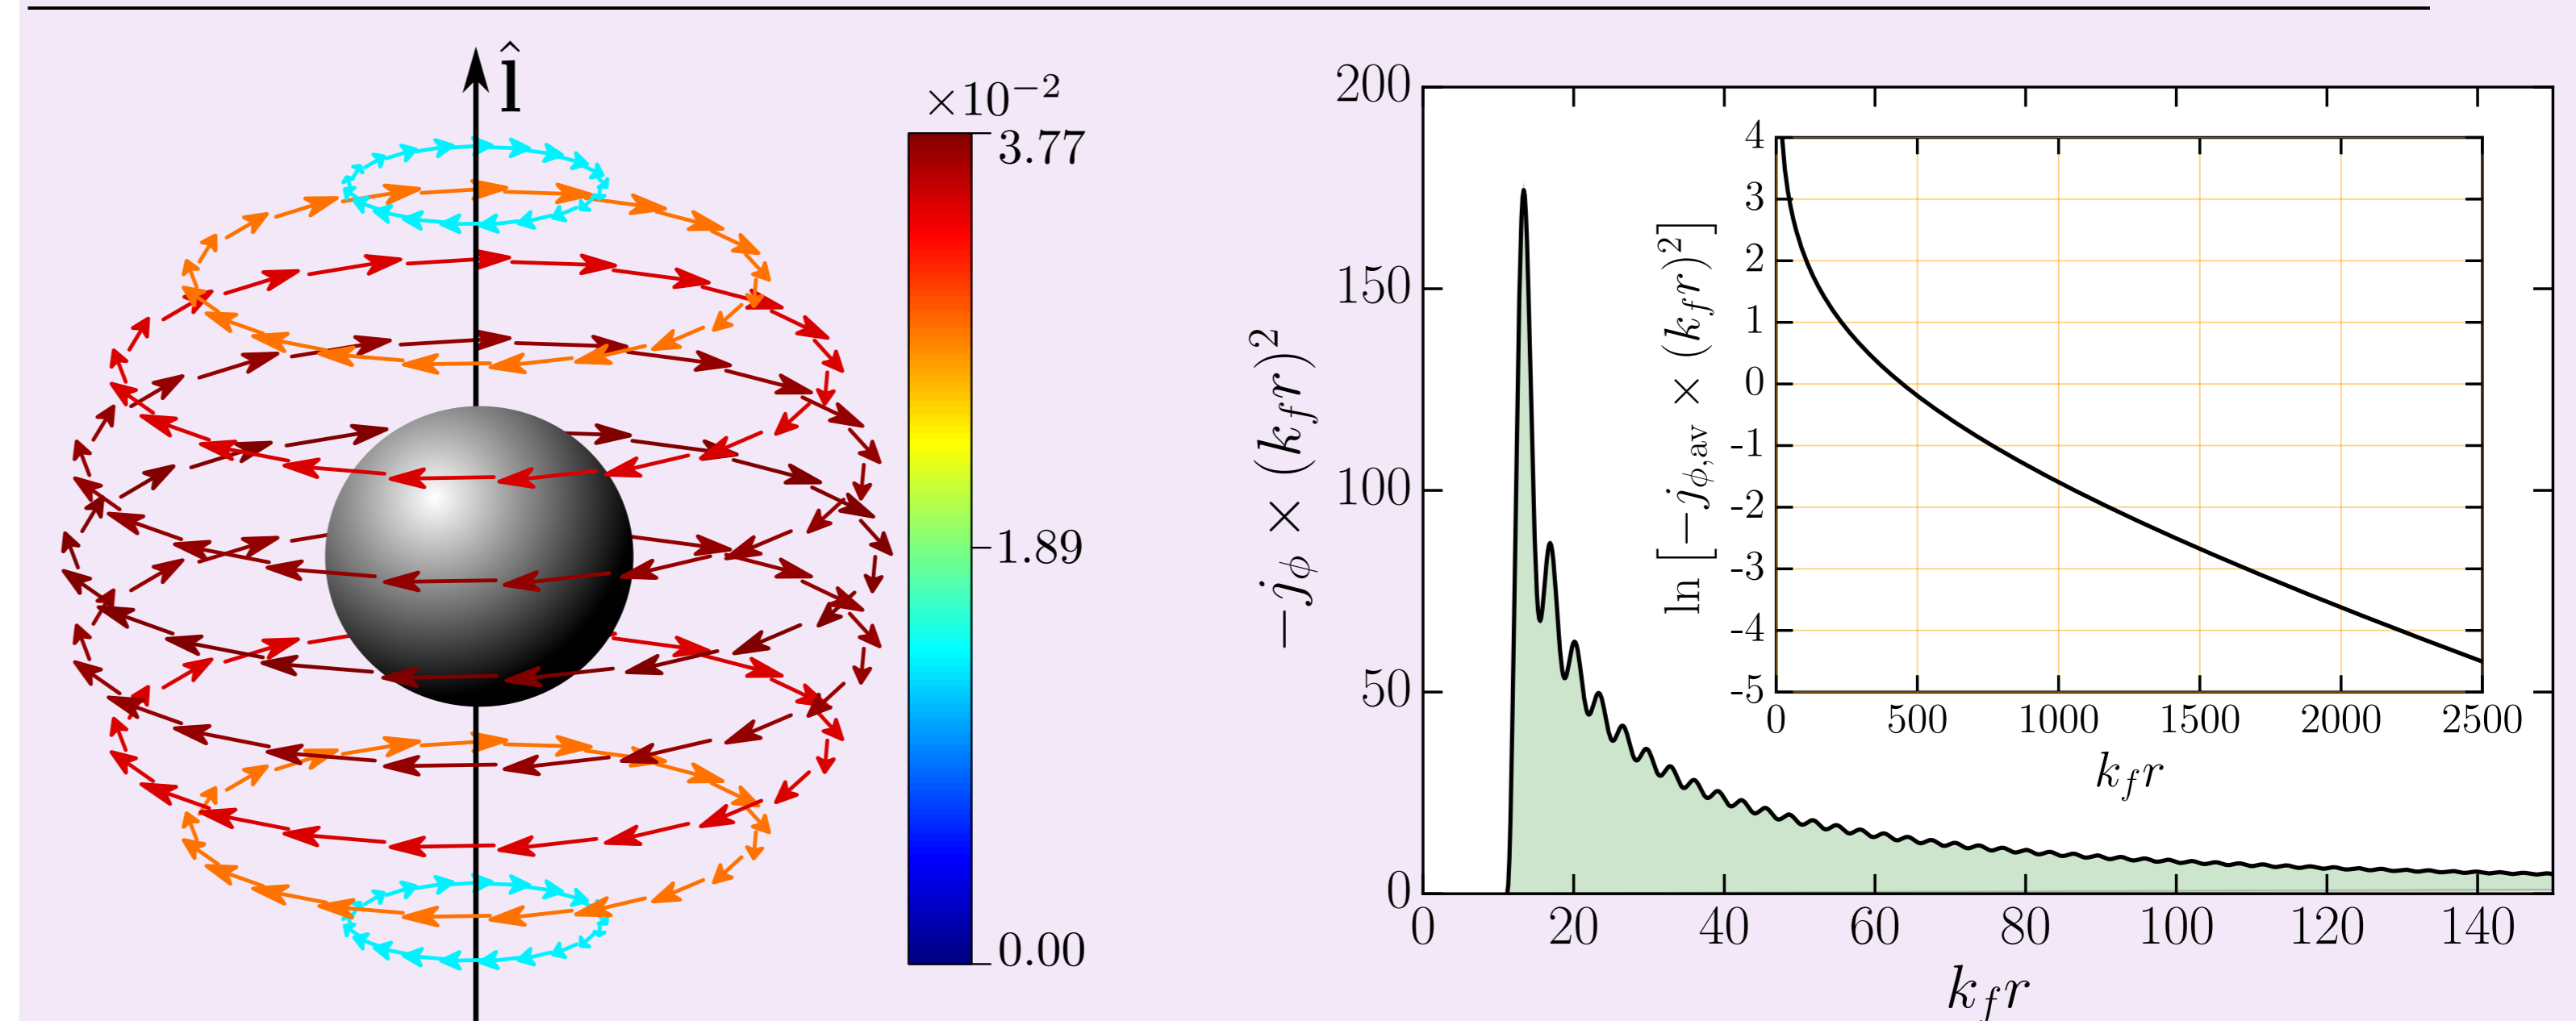 l̂
×10⁻²
3.77
1.89
0.00
−j_ϕ × (k_f r)²
200
150
100
50
0
0 20 40 60 80 100 120 140
k_f r
ln [−j_ϕ,av × (k_f r)²]
4
3
2
1
0
-1
-2
-3
-4
-5
0 500 1000 1500 2000 2500
k_f r